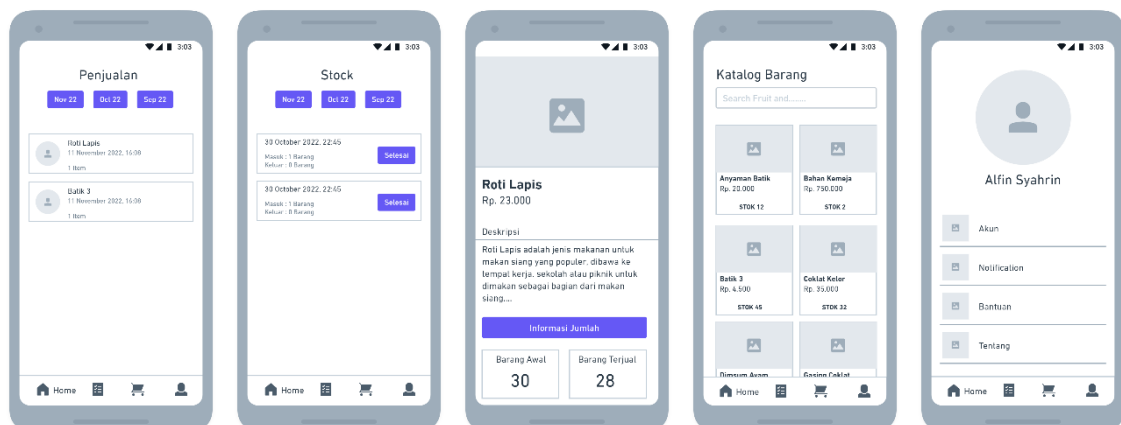 3:03
Penjualan
Nov 22 Oct 22 Sep 22
Roti Lapis
11 November 2022, 16:00
1 Item
Batik 3
11 November 2022, 16:00
1 Item
Home
3:03
Stock
Nov 22 Oct 22 Sep 22
30 October 2022, 22:45
Masuk : 1 Barang
Keluar : 0 Barang
Selesai
30 October 2022, 22:45
Masuk : 1 Barang
Keluar : 0 Barang
Selesai
Home
3:03
Roti Lapis
Rp. 23.000
Deskripsi
Roti Lapis adalah jenis makanan untuk
makan siang yang populer, dibawa ke
tempat kerja, sekolah atau piknik untuk
dimakan sebagai bagian dari makan
siang,...
Informasi Jumlah
Barang Awal
30
Barang Terjual
28
3:03
Katalog Barang
Search Fruit and.......
Anyaman Batik
Rp. 20.000
STOK 12
Bahan Kemeja
Rp. 750.000
STOK 2
Batik 3
Rp. 4.500
STOK 45
Coklat Kelor
Rp. 35.000
STOK 32
Dimsum Ayam
Gasing Coklat
Home
3:03
Alfin Syahrin
Akun
Notification
Bantuan
Tentang
Home